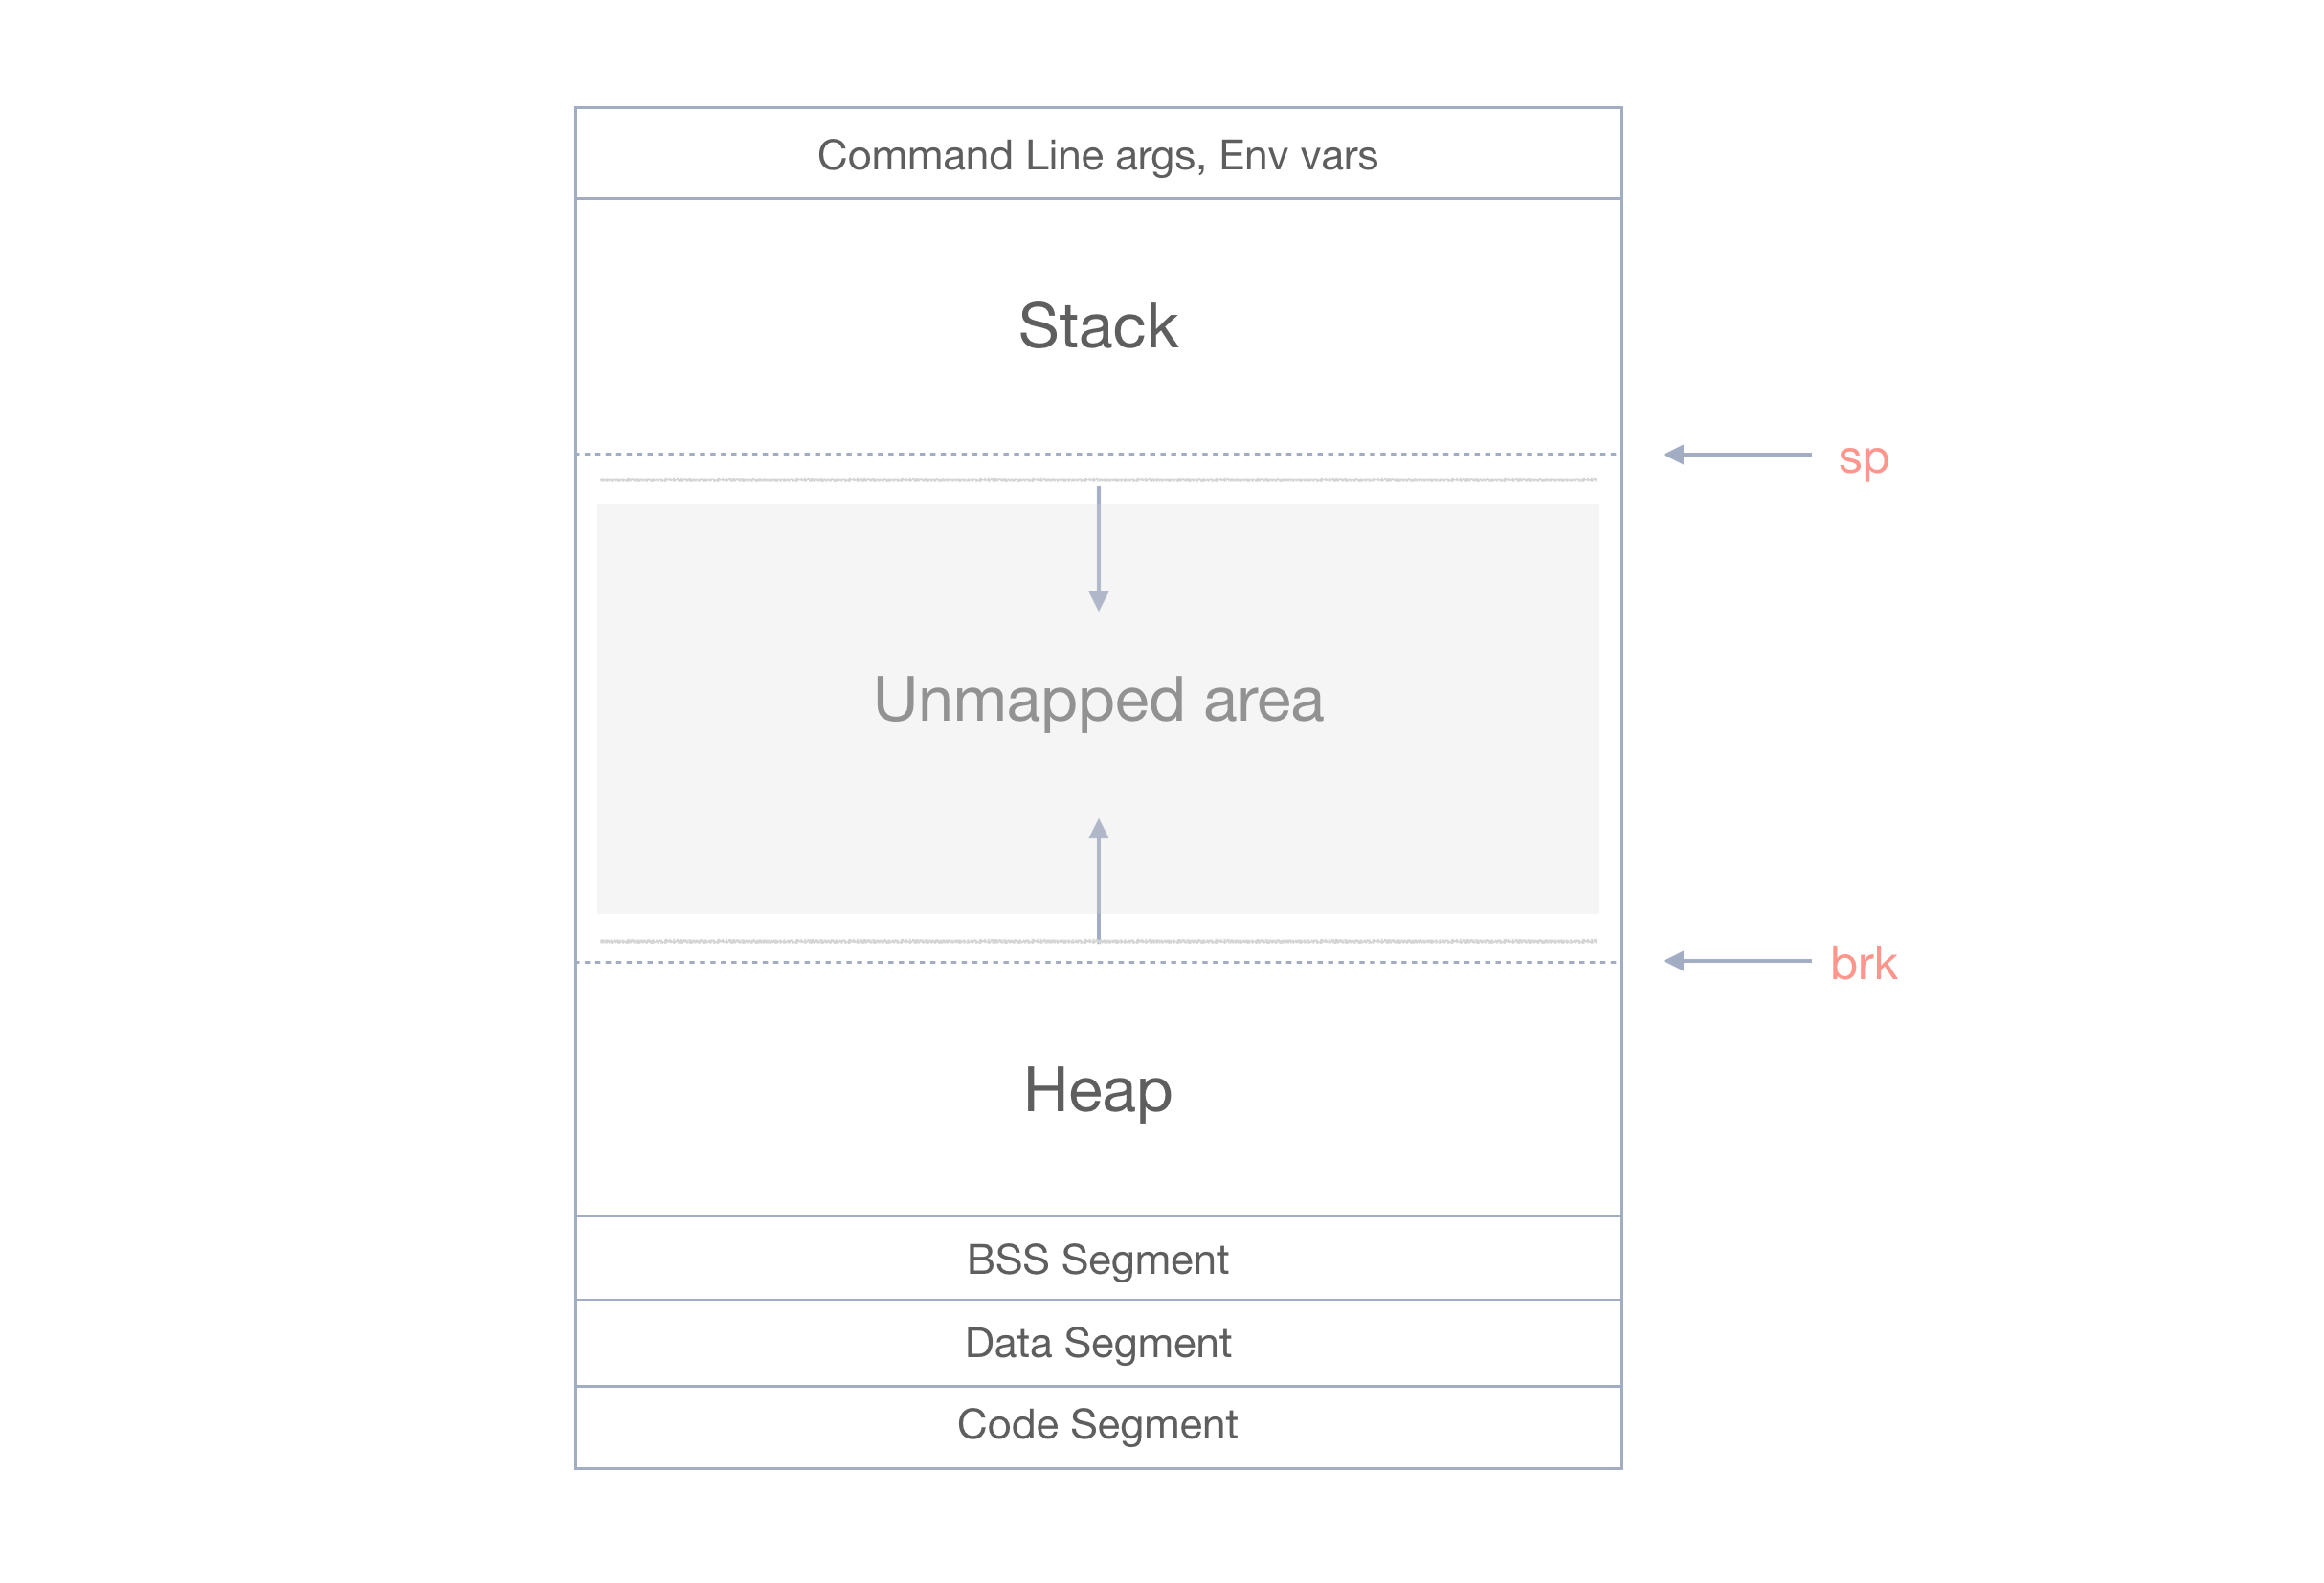 Command Line args, Env vars
Stack
sp
Unmapped area
brk
Heap
BSS Segment
Data Segment
Code Segment